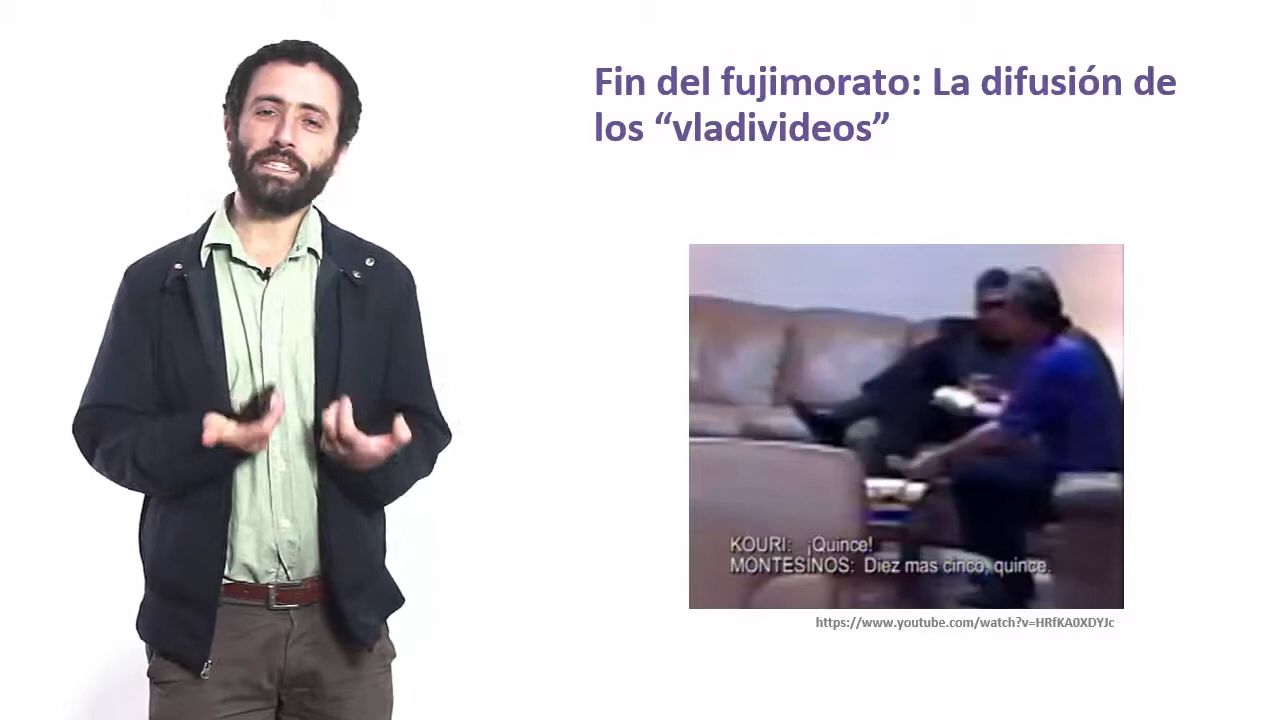 Fin del fujimorato: La difusión de
los “vladivideos”
KOURI: ¡Quince!
MONTESINOS: Diez mas cinco, quince.
https://www.youtube.com/watch?v=HRfKA0XDYJc